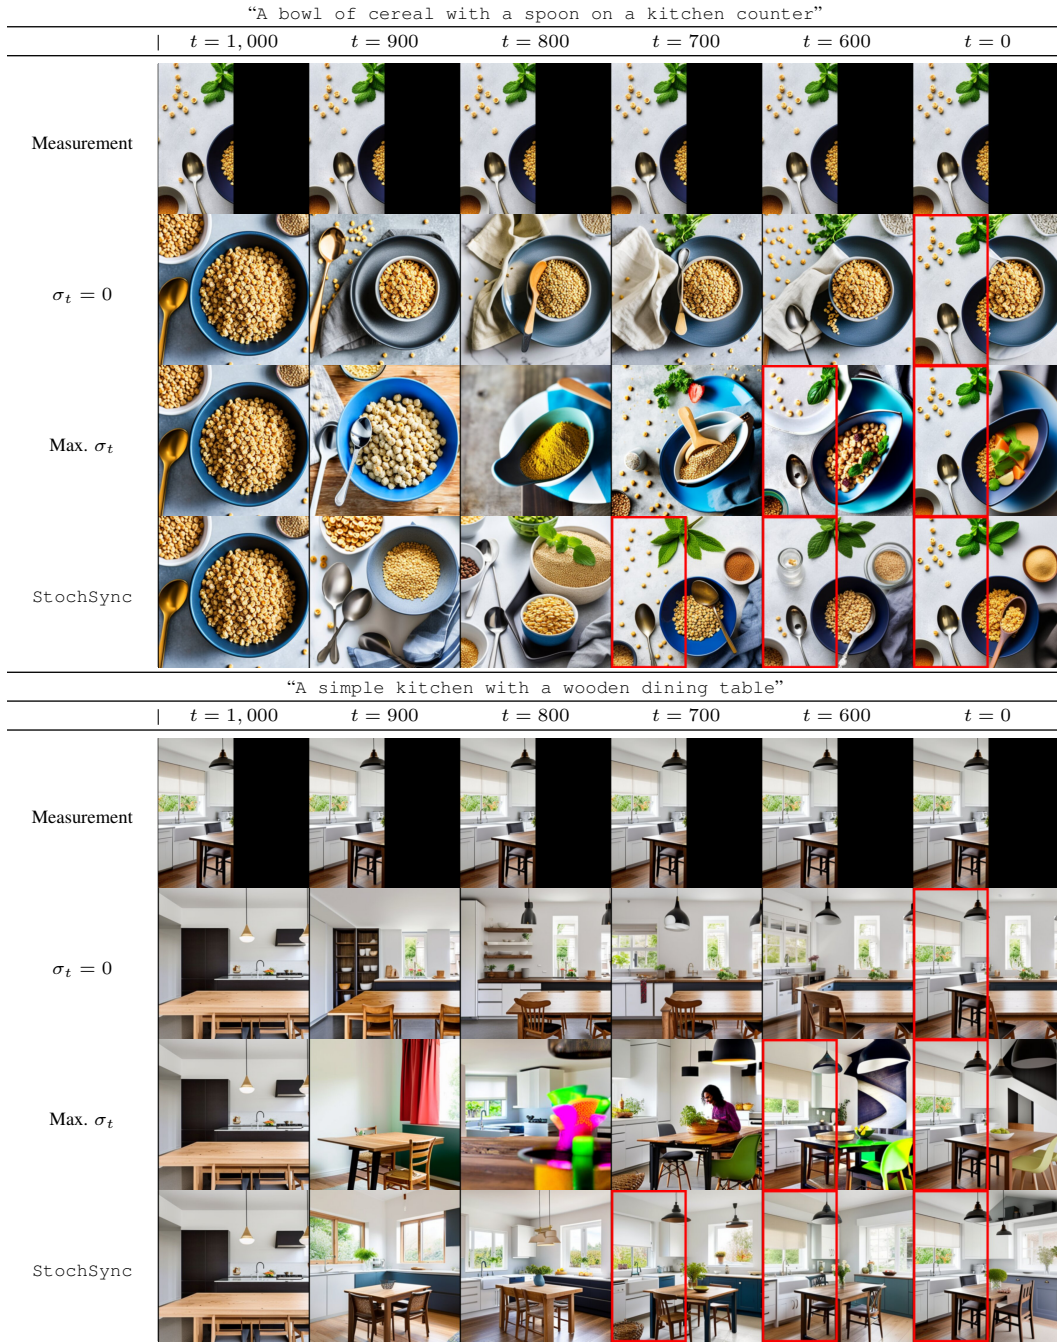 “A bowl of cereal with a spoon on a kitchen counter”
| t = 1, 000 t = 900 t = 800 t = 700 t = 600 t = 0
Measurement
σt = 0
Max. σt
StochSync
“A simple kitchen with a wooden dining table”
| t = 1, 000 t = 900 t = 800 t = 700 t = 600 t = 0
Measurement
σt = 0
Max. σt
StochSync